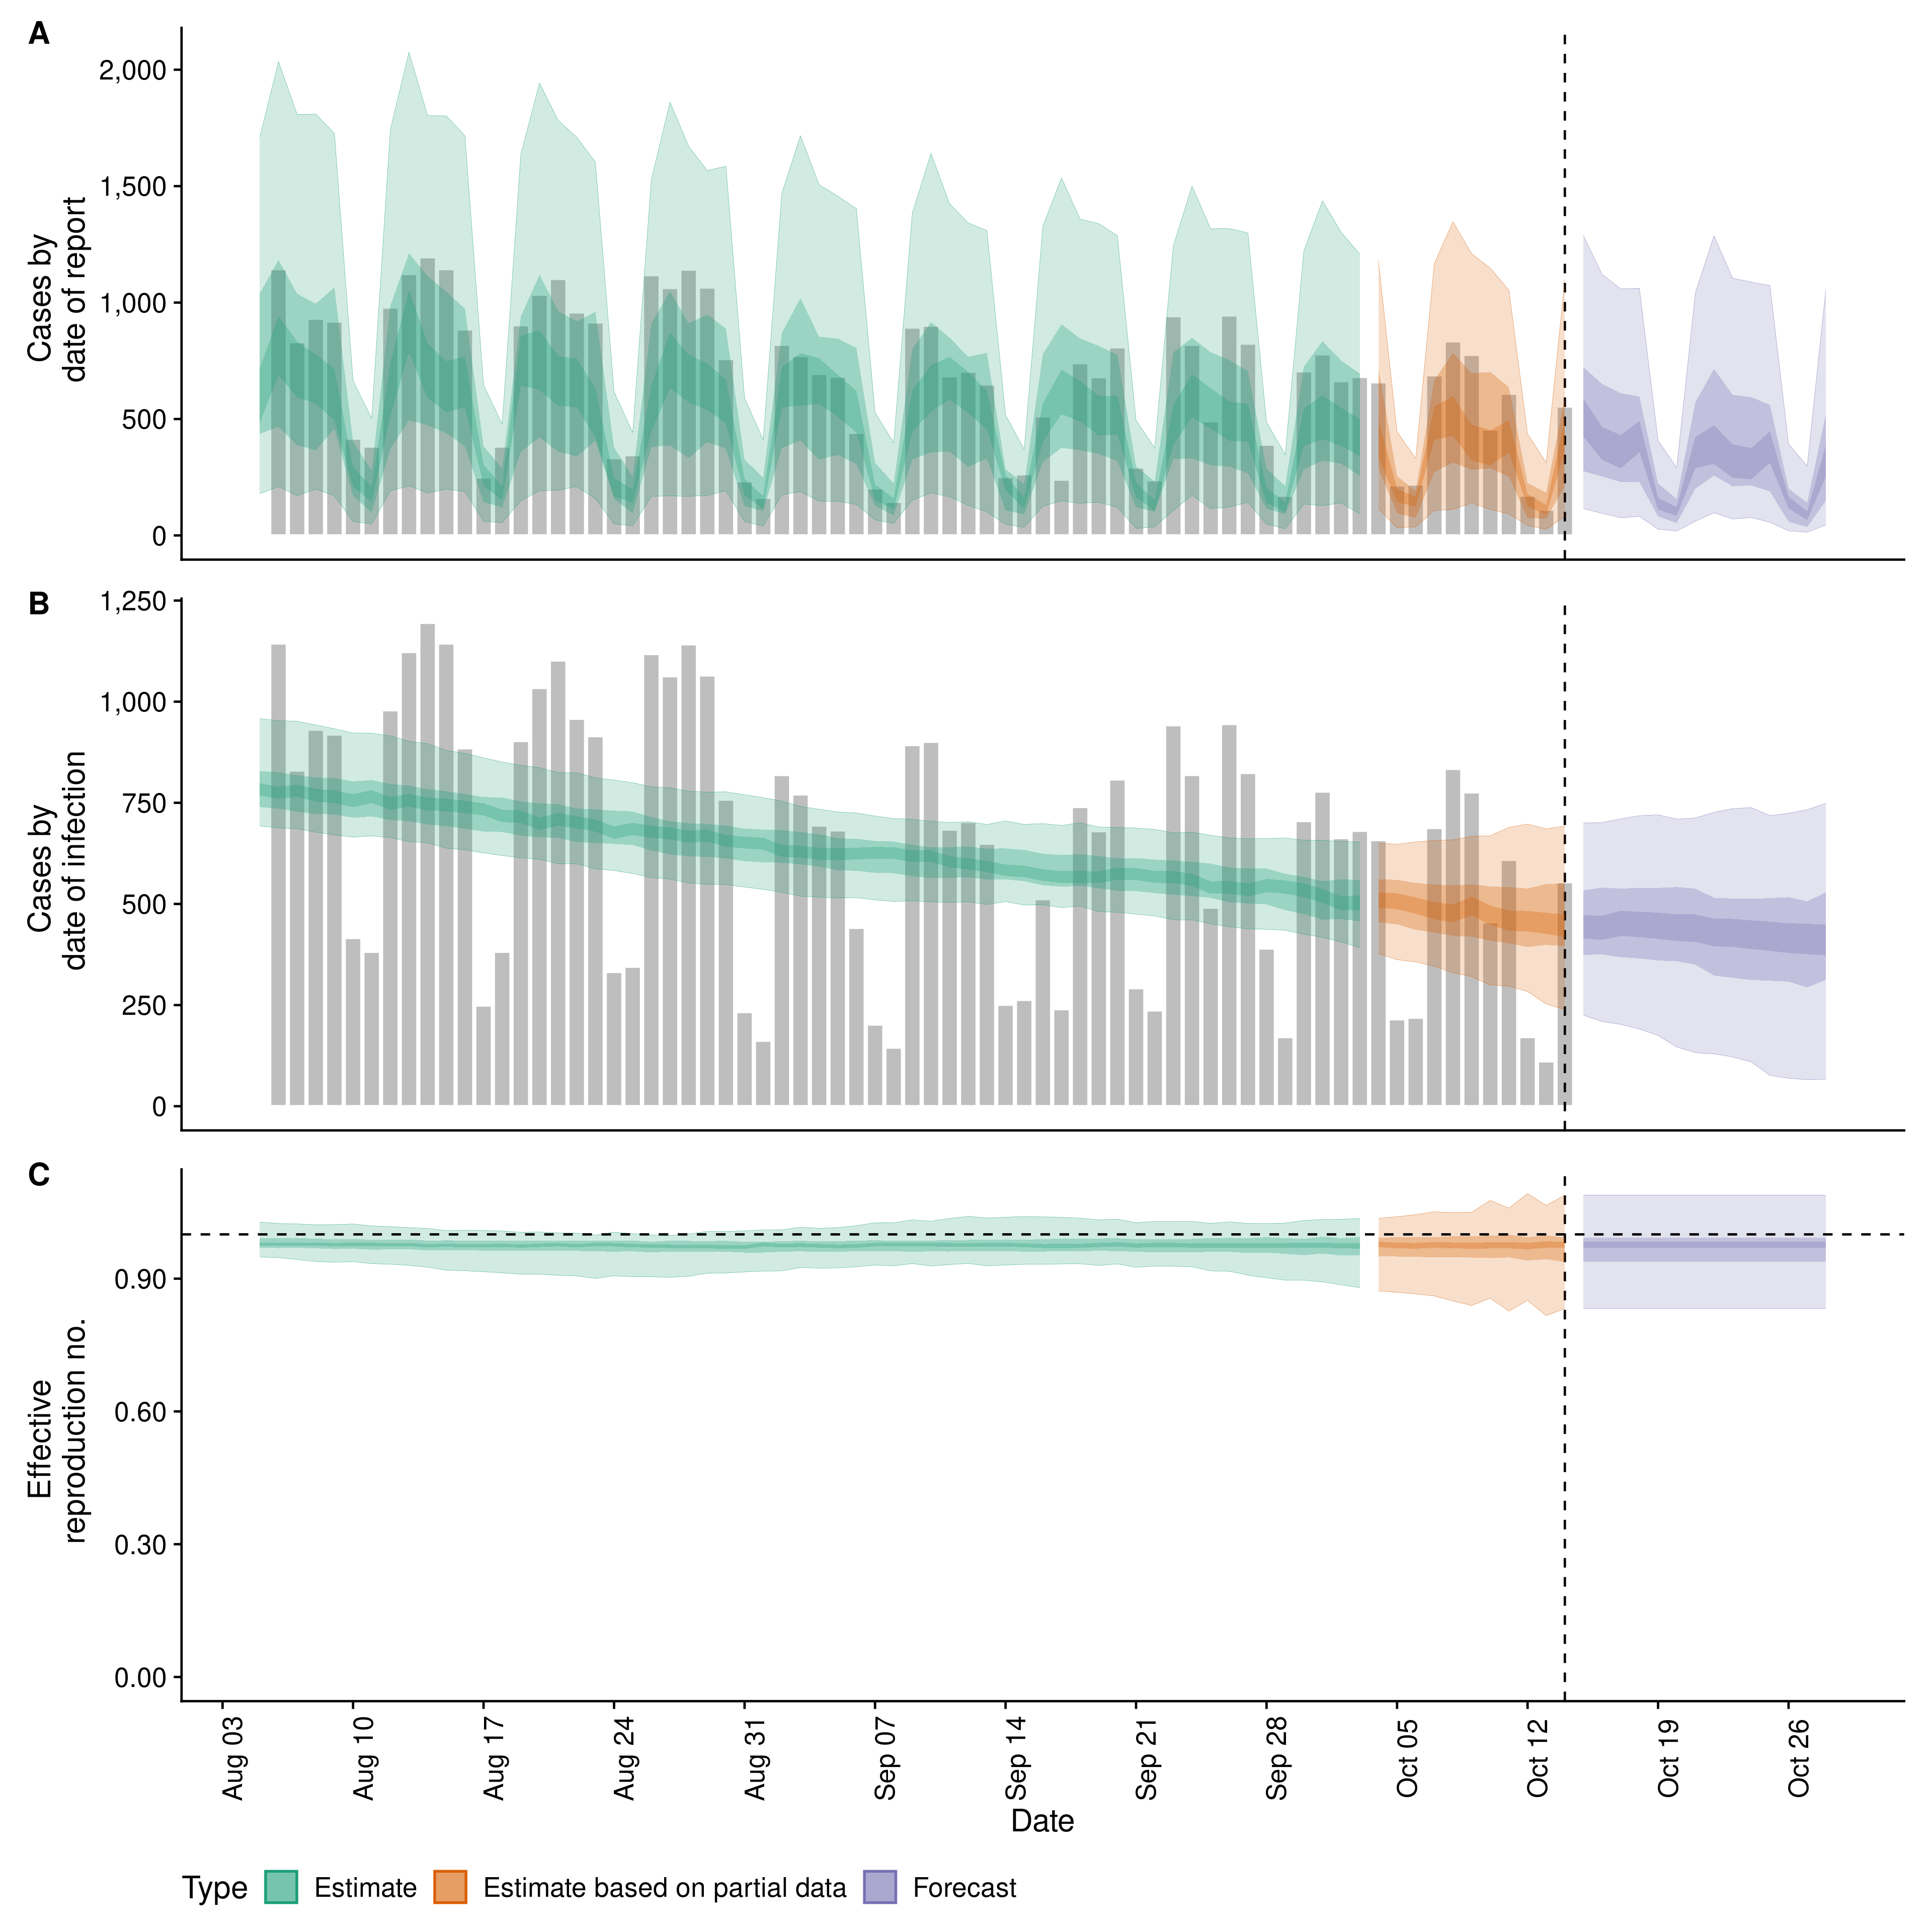 A
2,000
1,500
1,000
500
0
Cases by
date of report
B
1,250
1,000
750
500
250
0
Cases by
date of infection
C
0.90
0.60
0.30
0.00
Effective
reproduction no.
Aug 03
Aug 10
Aug 17
Aug 24
Aug 31
Sep 07
Sep 14
Sep 21
Sep 28
Oct 05
Oct 12
Oct 19
Oct 26
Date
Type Estimate Estimate based on partial data Forecast